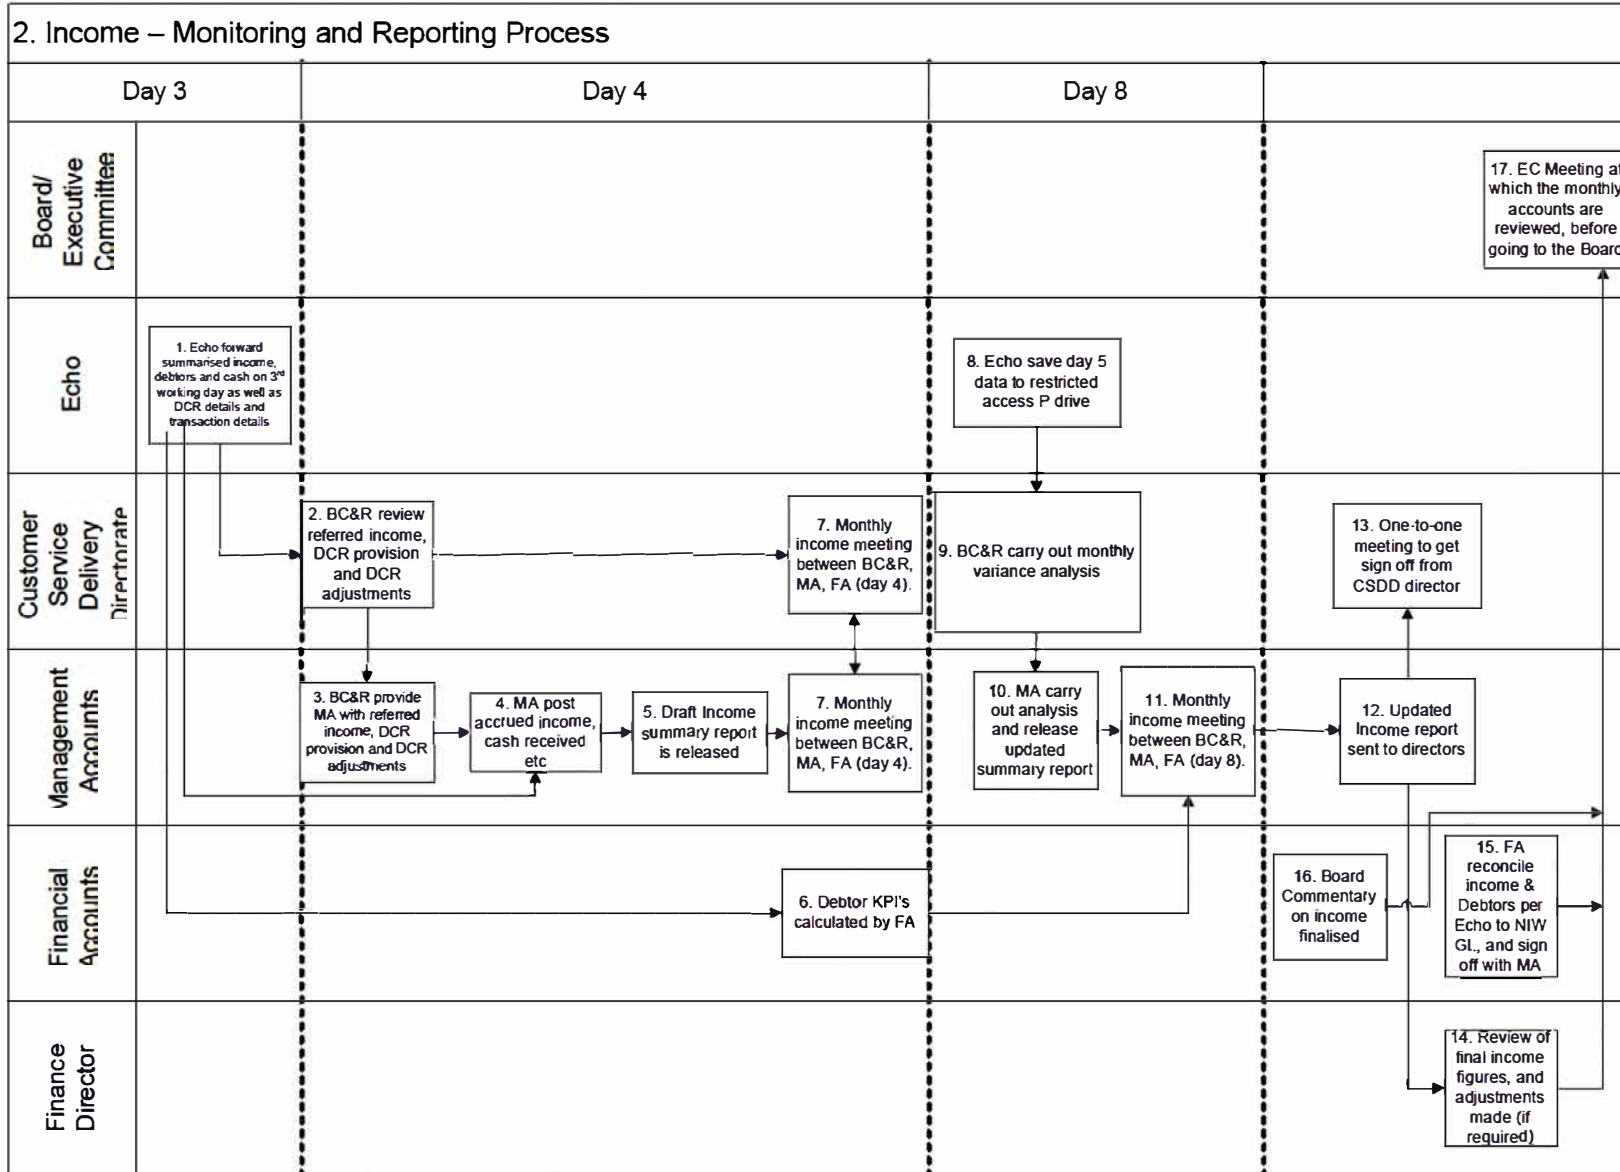 2. Income – Monitoring and Reporting Process
Day 3
Day 4
Day 8
Board/
Executive
Committee
17. EC Meeting at
which the monthly
accounts are
reviewed, before
going to the Board
Echo
1. Echo forward
summarised income,
debtors and cash on 3rd
working day as well as
DCR details and
transaction details
8. Echo save day 5
data to restricted
access P drive
Customer
Service
Delivery
Directorate
2. BC&R review
referred income,
DCR provision
and DCR
adjustments
7. Monthly
income meeting
between BC&R,
MA, FA (day 4).
9. BC&R carry out monthly
variance analysis
13. One-to-one
meeting to get
sign off from
CSDD director
Management
Accounts
3. BC&R provide
MA with referred
income, DCR
provision and DCR
adjustments
4. MA post
accrued income,
cash received
etc
5. Draft Income
summary report
is released
7. Monthly
income meeting
between BC&R,
MA, FA (day 4).
10. MA carry
out analysis
and release
updated
summary report
11. Monthly
income meeting
between BC&R,
MA, FA (day 8).
12. Updated
Income report
sent to directors
Financial
Accounts
6. Debtor KPI's
calculated by FA
16. Board
Commentary
on income
finalised
15. FA
reconcile
income &
Debtors per
Echo to NIW
GL, and sign
off with MA
Finance
Director
14. Review of
final income
figures, and
adjustments
made (if
required)